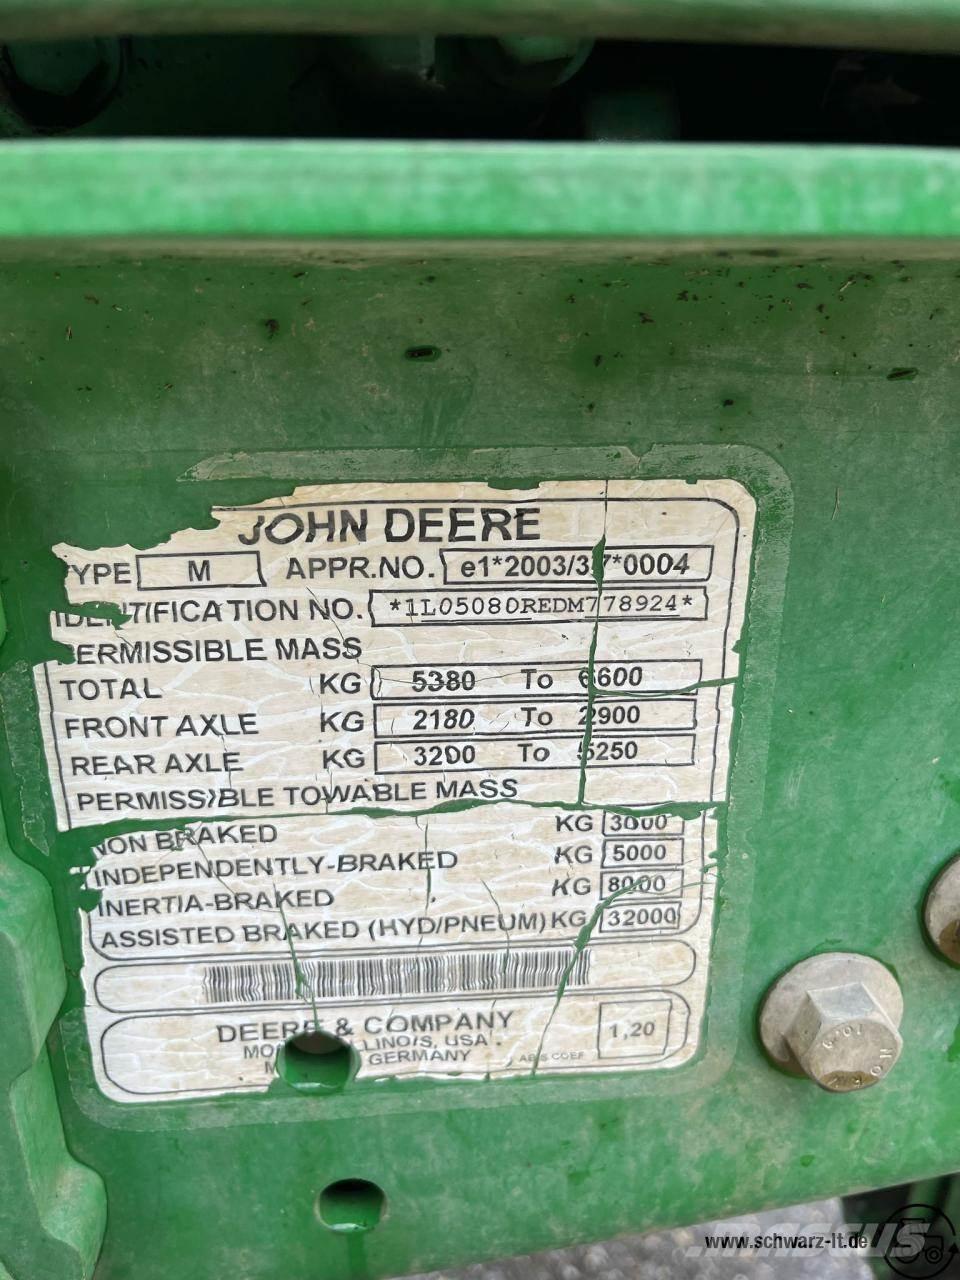 JOHN DEERE
TYPE M APPR.NO. e1*2003/37*0004
IDENTIFICATION NO. *1L05080REDM778924*
PERMISSIBLE MASS
TOTAL KG 5380 To 6600
FRONT AXLE KG 2180 To 2900
REAR AXLE KG 3200 To 5250
PERMISSIBLE TOWABLE MASS
NON BRAKED KG 3000
INDEPENDENTLY-BRAKED KG 5000
INERTIA-BRAKED KG 8000
ASSISTED BRAKED (HYD/PNEUM) KG 32000
DEERE & COMPANY
ILLINOIS, USA
GERMANY
ABS COEF 1,20
www.schwarz-lt.de
mascus